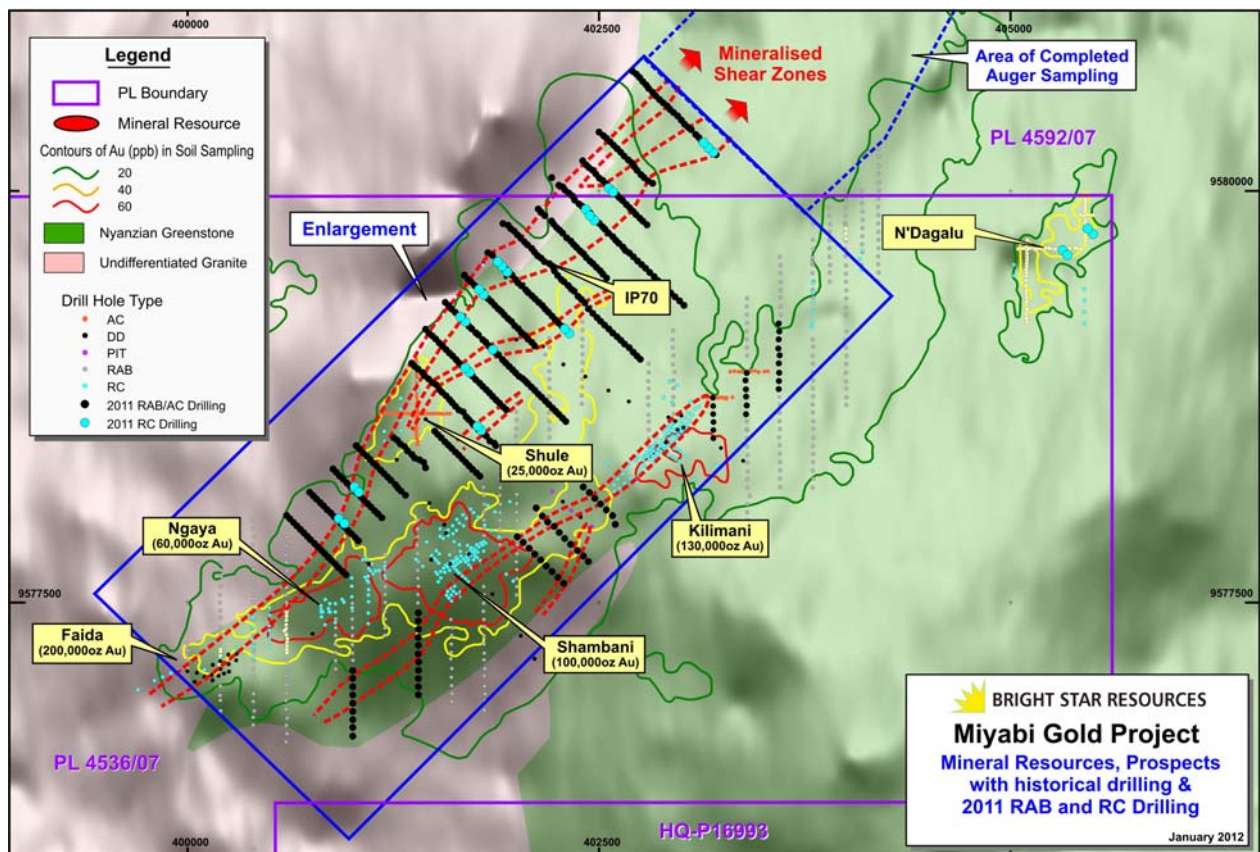 400000
402500
405000
Legend
PL Boundary
Mineral Resource
Contours of Au (ppb) in Soil Sampling
20
40
60
Nyanzian Greenstone
Undifferentiated Granite
Drill Hole Type
AC
DD
PIT
RAB
RC
2011 RAB/AC Drilling
2011 RC Drilling
Mineralised
Shear Zones
Area of Completed
Auger Sampling
PL 4592/07
9580000
Enlargement
N'Dagalu
IP70
Shule
(25,000oz Au)
Ngaya
(60,000oz Au)
Kilimani
(130,000oz Au)
9577500
9577500
Faida
(200,000oz Au)
Shambani
(100,000oz Au)
PL 4536/07
HQ-P16993
BRIGHT STAR RESOURCES
Miyabi Gold Project
Mineral Resources, Prospects
with historical drilling &
2011 RAB and RC Drilling
January 2012
400000
402500